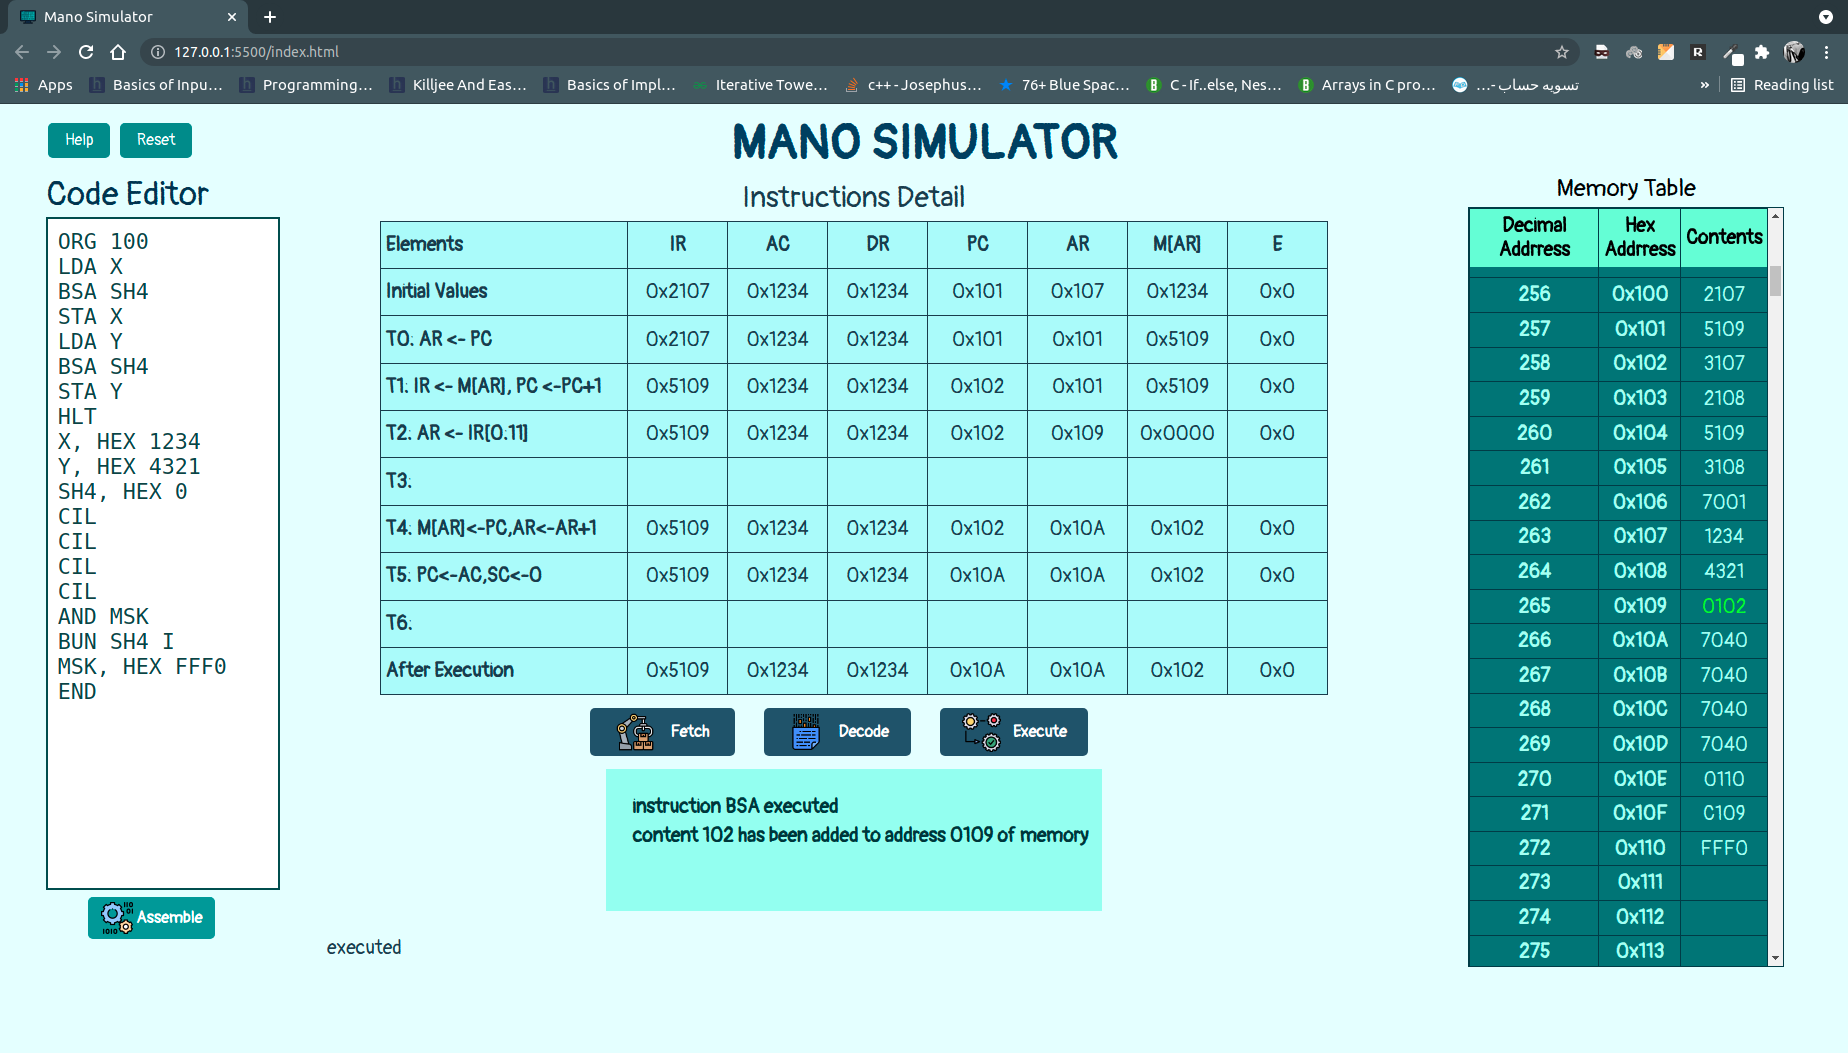 Mano Simulator
127.0.0.1:5500/index.html
Apps Basics of Inpu... Programming... Killjee And Eas... Basics of Impl... Iterative Towe... c++ - Josephus... 76+ Blue Spac... C - If..else, Nes... Arrays in C pro... تسویه حساب -... » Reading list
Help Reset
MANO SIMULATOR
Code Editor
ORG 100
LDA X
BSA SH4
STA X
LDA Y
BSA SH4
STA Y
HLT
X, HEX 1234
Y, HEX 4321
SH4, HEX 0
CIL
CIL
CIL
CIL
AND MSK
BUN SH4 I
MSK, HEX FFF0
END
Assemble
Instructions Detail
Elements IR AC DR PC AR M[AR] E
Initial Values 0x2107 0x1234 0x1234 0x101 0x107 0x1234 0x0
T0: AR <- PC 0x2107 0x1234 0x1234 0x101 0x101 0x5109 0x0
T1: IR <- M[AR], PC <-PC+1 0x5109 0x1234 0x1234 0x102 0x101 0x5109 0x0
T2: AR <- IR[0:11] 0x5109 0x1234 0x1234 0x102 0x109 0x0000 0x0
T3:
T4: M[AR]<-PC,AR<-AR+1 0x5109 0x1234 0x1234 0x102 0x10A 0x102 0x0
T5: PC<-AC,SC<-0 0x5109 0x1234 0x1234 0x10A 0x10A 0x102 0x0
T6:
After Execution 0x5109 0x1234 0x1234 0x10A 0x10A 0x102 0x0
Fetch Decode Execute
instruction BSA executed
content 102 has been added to address 0109 of memory
executed
Memory Table
Decimal Addrress Hex Addrress Contents
256 0x100 2107
257 0x101 5109
258 0x102 3107
259 0x103 2108
260 0x104 5109
261 0x105 3108
262 0x106 7001
263 0x107 1234
264 0x108 4321
265 0x109 0102
266 0x10A 7040
267 0x10B 7040
268 0x10C 7040
269 0x10D 7040
270 0x10E 0110
271 0x10F C109
272 0x110 FFF0
273 0x111
274 0x112
275 0x113